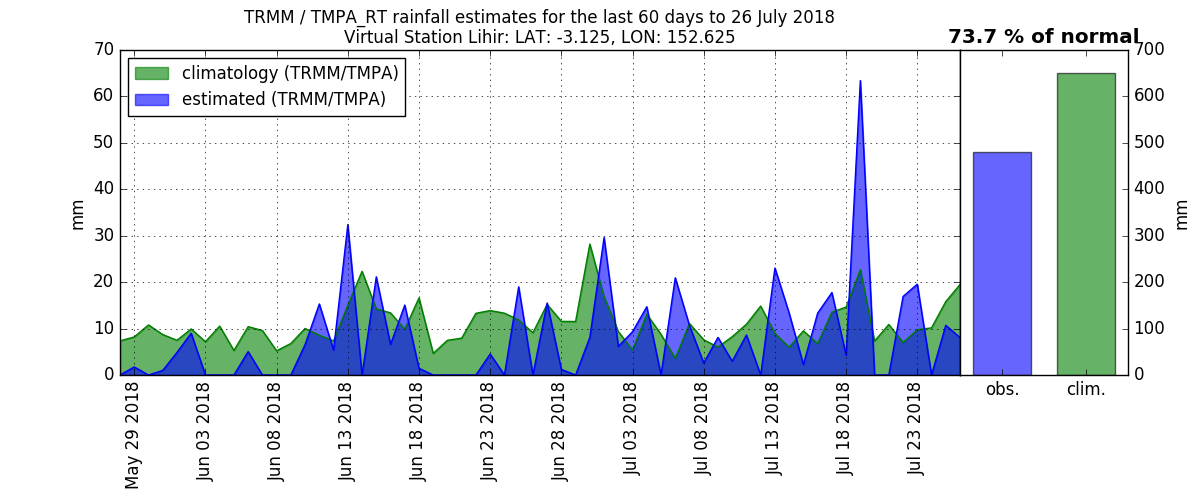 TRMM / TMPA_RT rainfall estimates for the last 60 days to 26 July 2018
Virtual Station Lihir: LAT: -3.125, LON: 152.625
73.7 % of normal
climatology (TRMM/TMPA)
estimated (TRMM/TMPA)
70
60
50
40
30
20
10
0
mm
May 29 2018
Jun 03 2018
Jun 08 2018
Jun 13 2018
Jun 18 2018
Jun 23 2018
Jun 28 2018
Jul 03 2018
Jul 08 2018
Jul 13 2018
Jul 18 2018
Jul 23 2018
obs.
clim.
700
600
500
400
300
200
100
0
mm